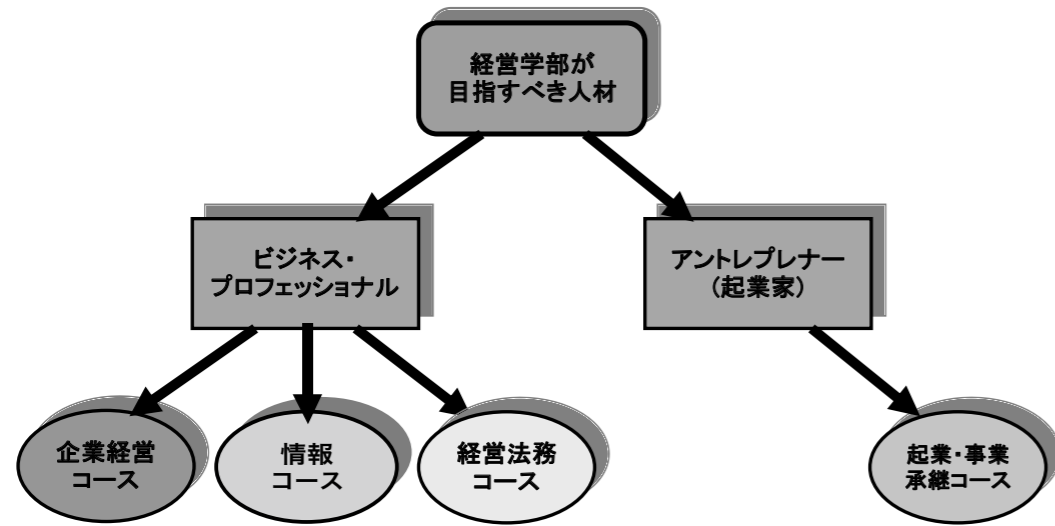 経営学部が
目指すべき人材
ビジネス・
プロフェッショナル
アントレプレナー
(起業家)
企業経営
コース
情報
コース
経営法務
コース
起業・事業
承継コース